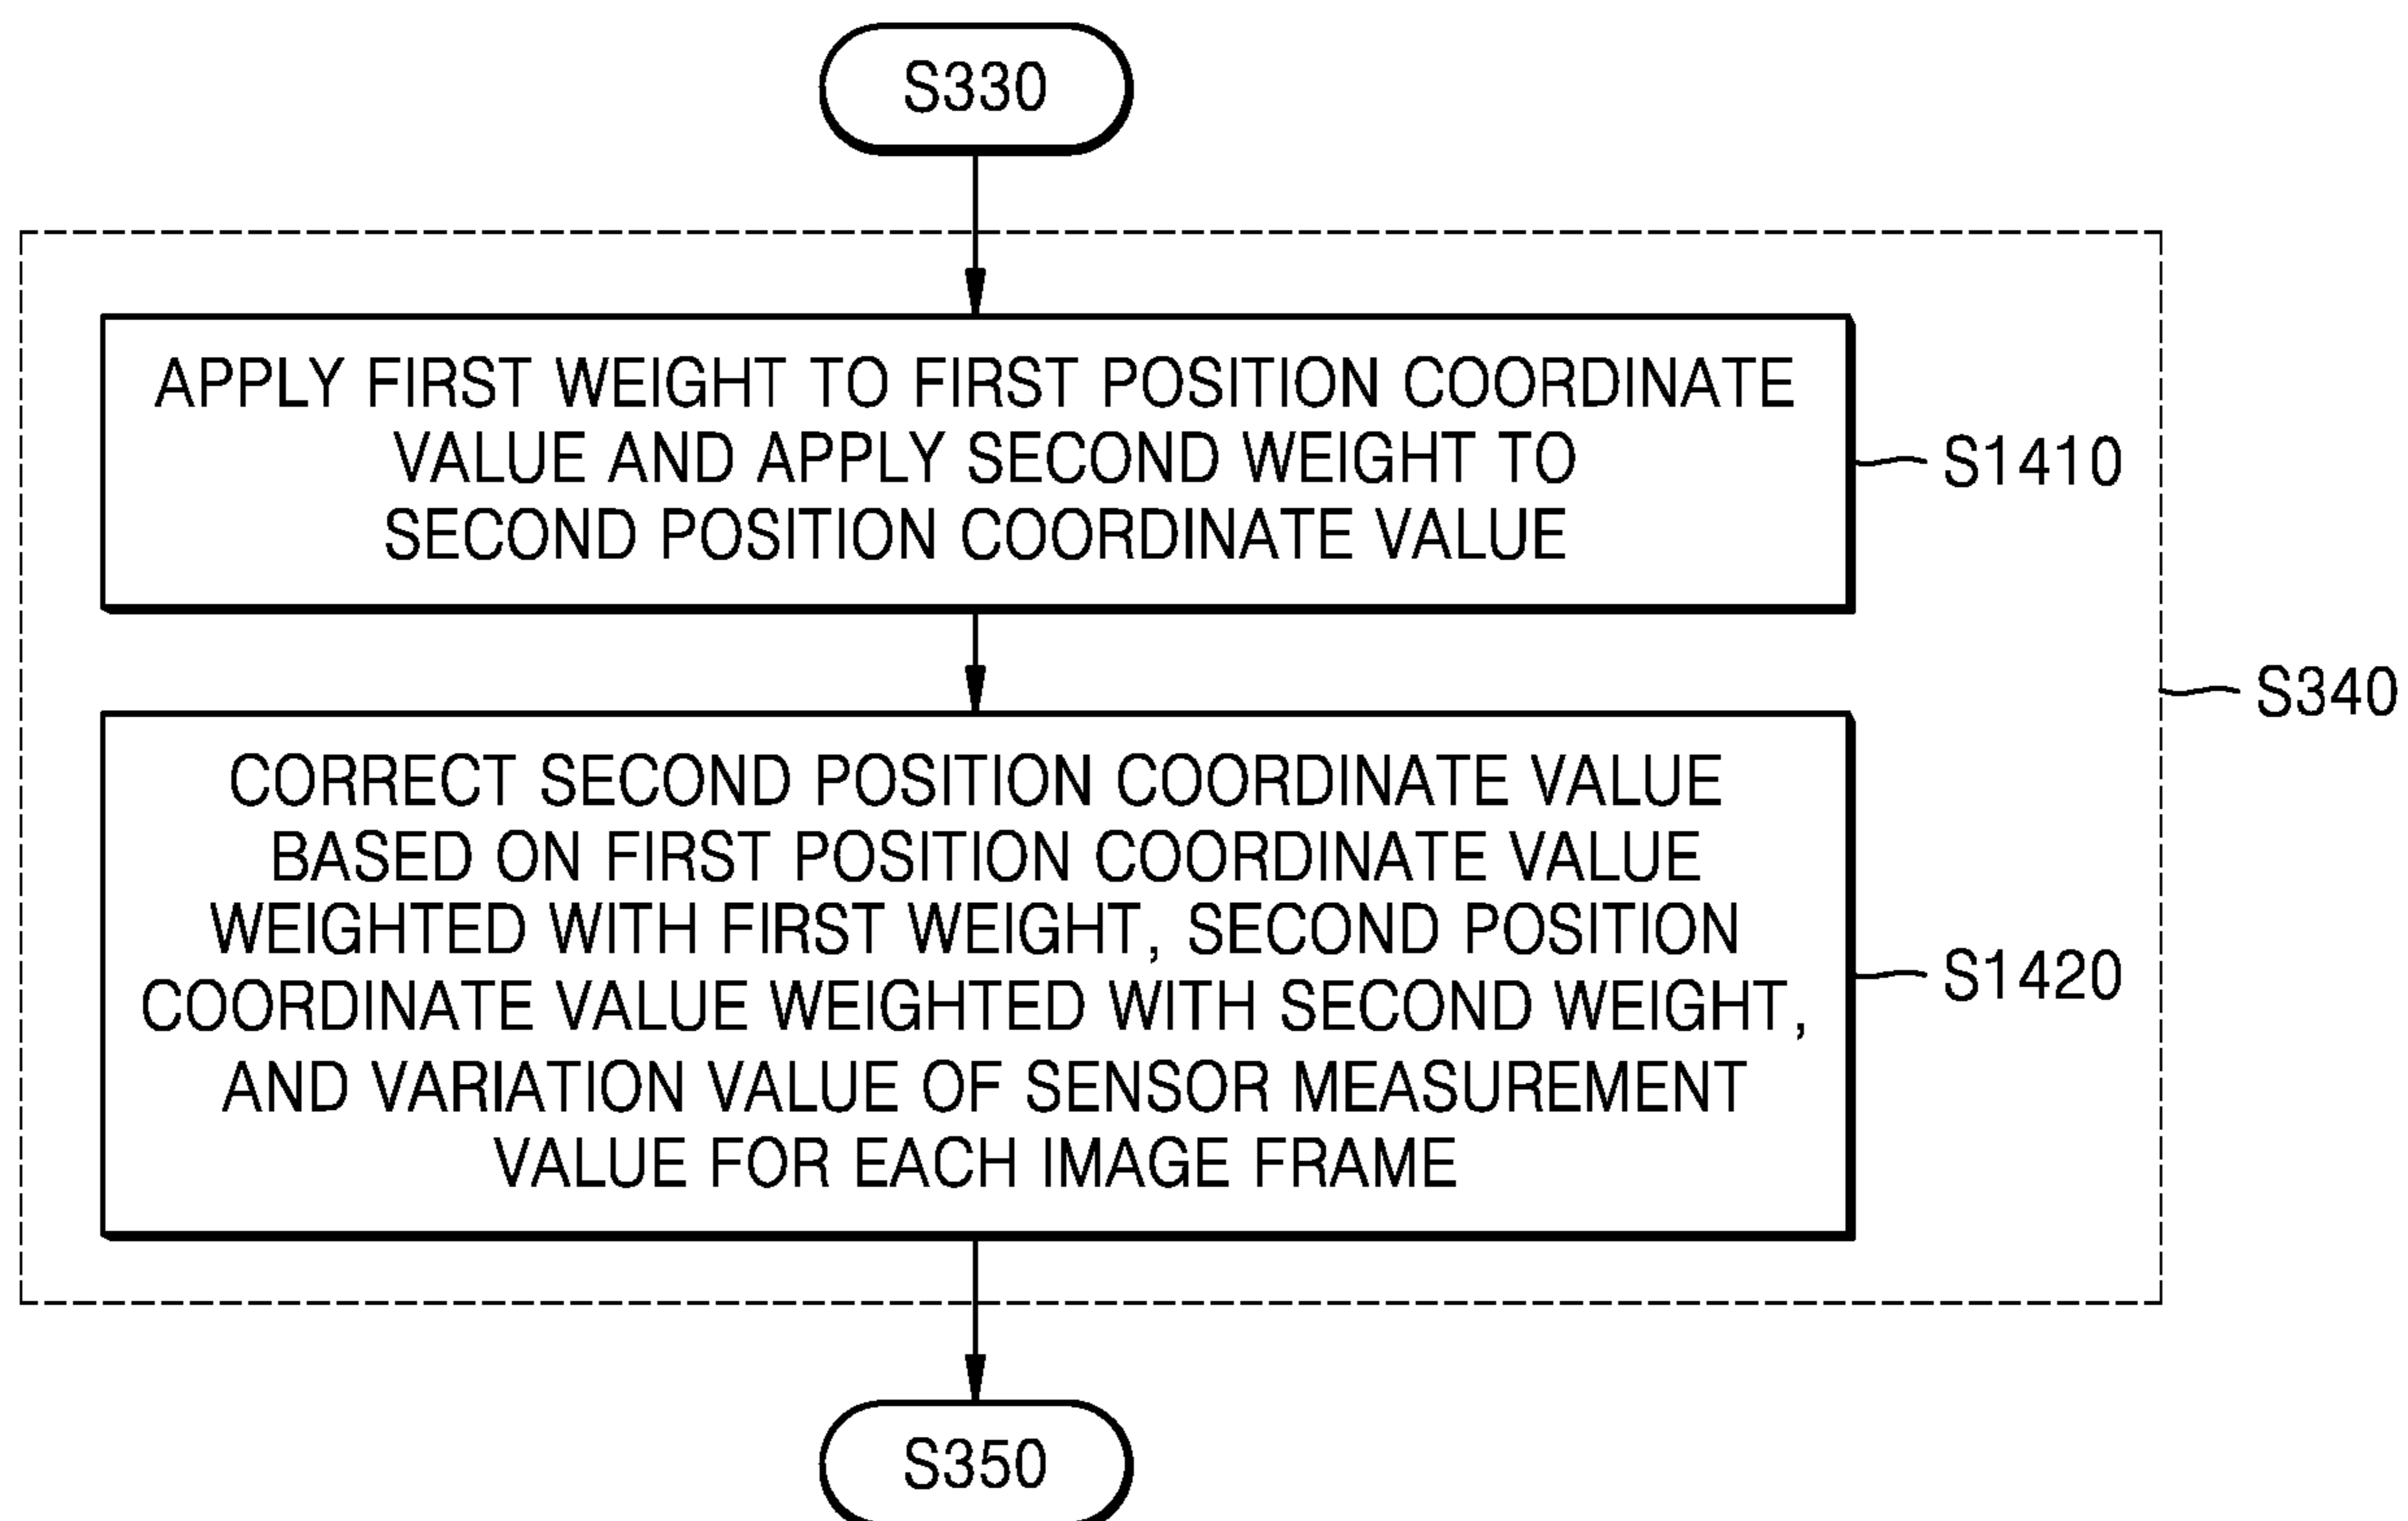 S330
APPLY FIRST WEIGHT TO FIRST POSITION COORDINATE
VALUE AND APPLY SECOND WEIGHT TO
SECOND POSITION COORDINATE VALUE
S1410
S340
CORRECT SECOND POSITION COORDINATE VALUE
BASED ON FIRST POSITION COORDINATE VALUE
WEIGHTED WITH FIRST WEIGHT, SECOND POSITION
COORDINATE VALUE WEIGHTED WITH SECOND WEIGHT,
AND VARIATION VALUE OF SENSOR MEASUREMENT
VALUE FOR EACH IMAGE FRAME
S1420
S350